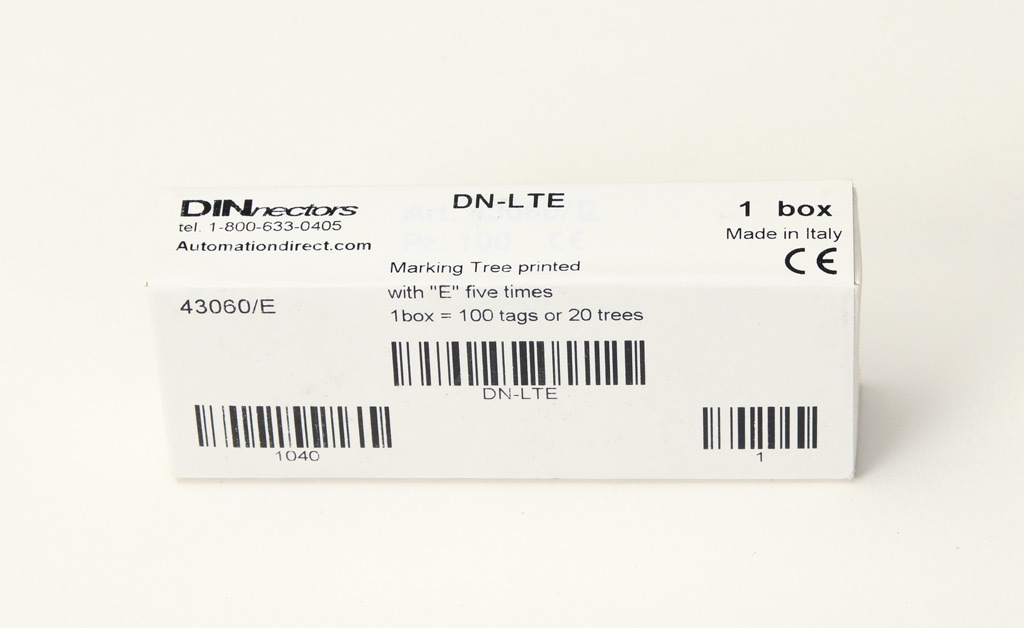 DINnectors
DN-LTE
1 box
tel. 1-800-633-0405
Made in Italy
Automationdirect.com
CE
Marking Tree printed
with "E" five times
43060/E
1box = 100 tags or 20 trees
DN-LTE
1040
1